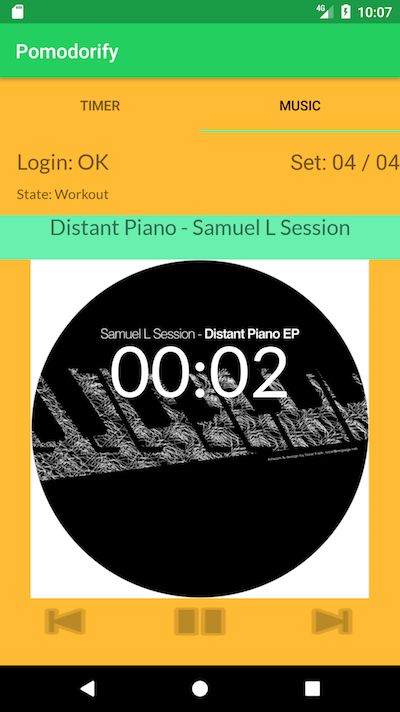 4G 10:07
Pomodorify
TIMER MUSIC
Login: OK Set: 04 / 04
State: Workout
Distant Piano - Samuel L Session
Samuel L Session - Distant Piano EP
00:02